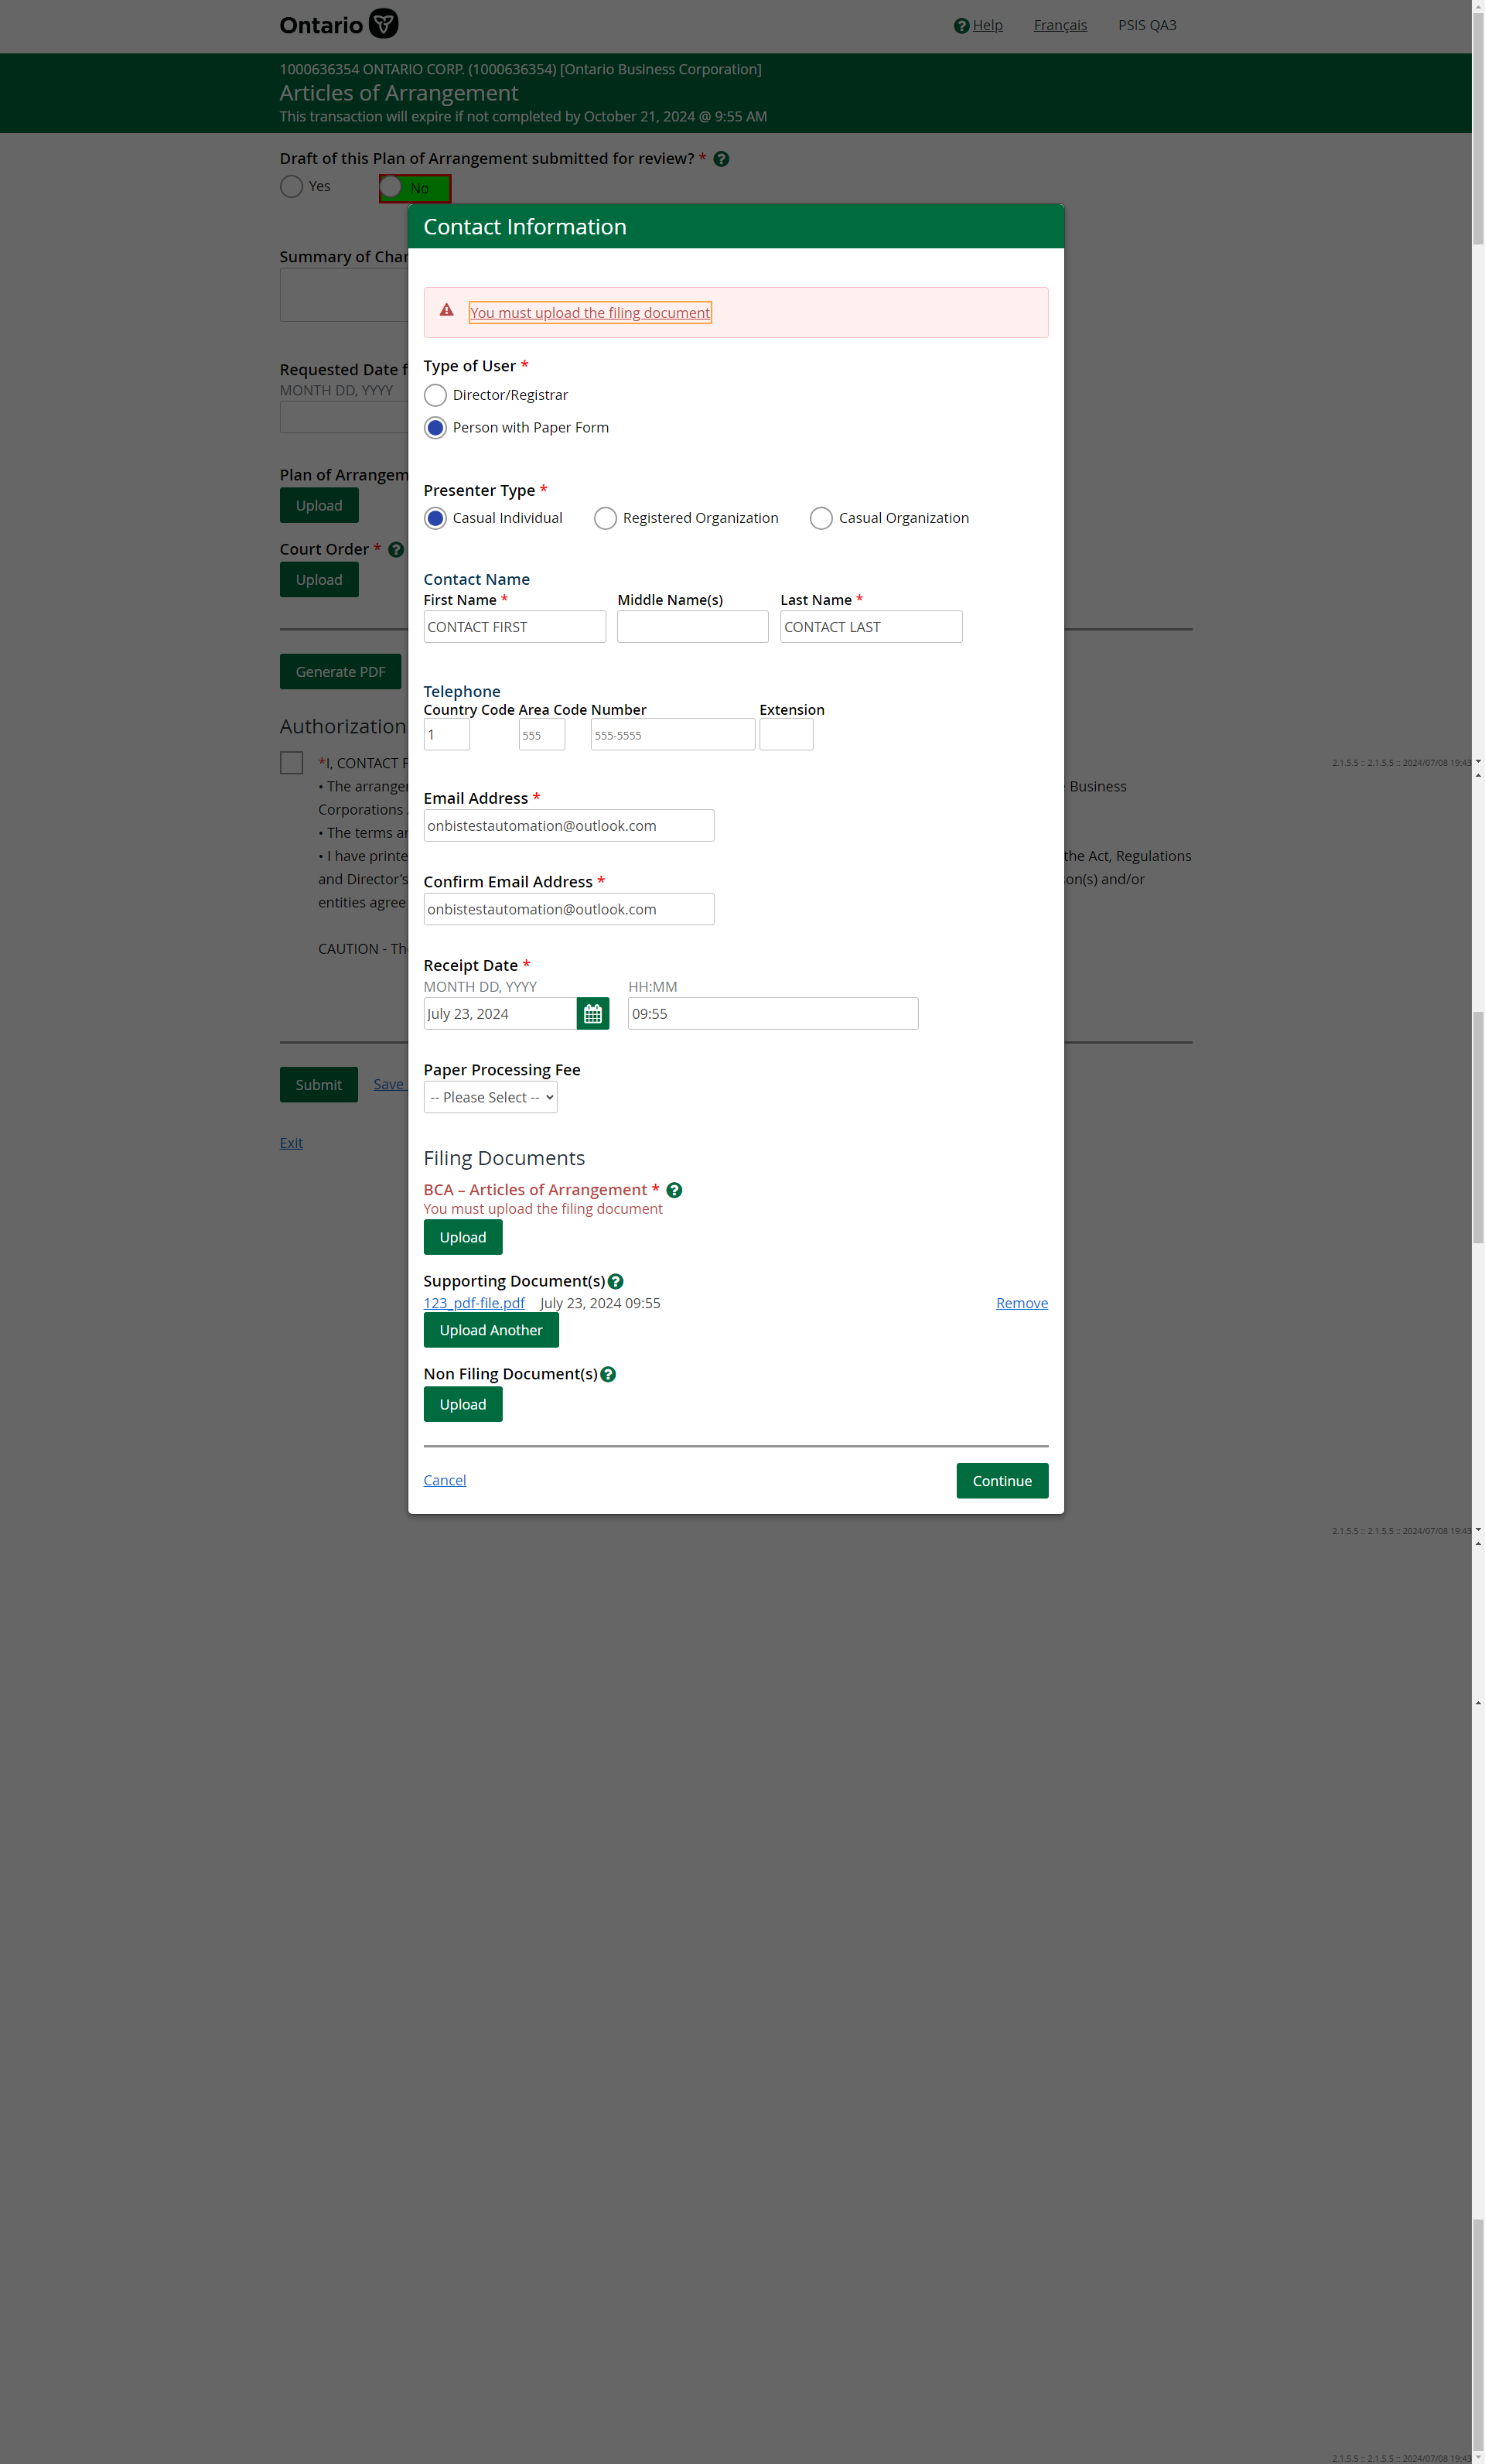 Ontario
Help Français PSIS QA3
1000636354 ONTARIO CORP. (1000636354) [Ontario Business Corporation]
Articles of Arrangement
This transaction will expire if not completed by October 21, 2024 @ 9:55 AM
Draft of this Plan of Arrangement submitted for review? *
Yes No
Contact Information
Summary of Char
You must upload the filing document
Requested Date f
MONTH DD, YYYY
Type of User *
Director/Registrar
Person with Paper Form
Plan of Arrangem
Upload
Presenter Type *
Casual Individual Registered Organization Casual Organization
Court Order *
Upload
Contact Name
First Name * Middle Name(s) Last Name *
CONTACT FIRST CONTACT LAST
Generate PDF
Telephone
Country Code Area Code Number Extension
1 555 555-5555
Authorization
*I, CONTACT F
2.1.5.5 :: 2.1.5.5 :: 2024/07/08 19:43
• The arranger Business
Corporations
• The terms ar
• I have printe the Act, Regulations
and Director's son(s) and/or
entities agree
CAUTION - Th
Email Address *
onbistestautomation@outlook.com
Confirm Email Address *
onbistestautomation@outlook.com
Receipt Date *
MONTH DD, YYYY HH:MM
July 23, 2024 09:55
Submit Save
Exit
Paper Processing Fee
-- Please Select --
Filing Documents
BCA – Articles of Arrangement *
You must upload the filing document
Upload
Supporting Document(s)
123_pdf-file.pdf July 23, 2024 09:55 Remove
Upload Another
Non Filing Document(s)
Upload
Cancel Continue
2.1.5.5 :: 2.1.5.5 :: 2024/07/08 19:43
2.1.5.5 :: 2.1.5.5 :: 2024/07/08 19:43